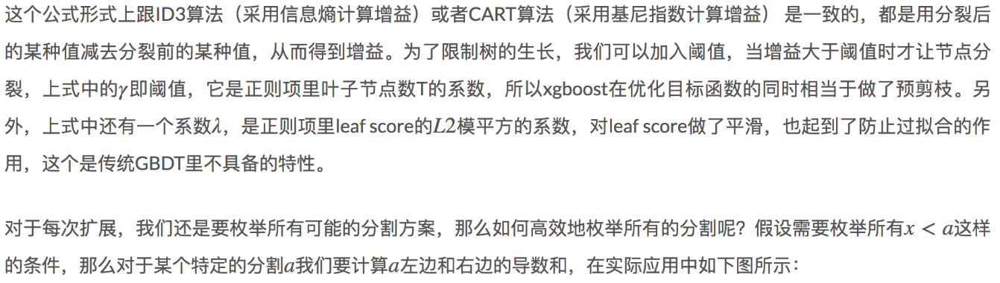 这个公式形式上跟ID3算法（采用信息熵计算增益）或者CART算法（采用基尼指数计算增益） 是一致的，都是用分裂后
的某种值减去分裂前的某种值，从而得到增益。为了限制树的生长，我们可以加入阈值，当增益大于阈值时才让节点分
裂，上式中的γ即阈值，它是正则项里叶子节点数T的系数，所以xgboost在优化目标函数的同时相当于做了预剪枝。另
外，上式中还有一个系数λ，是正则项里leaf score的L2模平方的系数，对leaf score做了平滑，也起到了防止过拟合的作
用，这个是传统GBDT里不具备的特性。
对于每次扩展，我们还是要枚举所有可能的分割方案，那么如何高效地枚举所有的分割呢？假设需要枚举所有x < a这样
的条件，那么对于某个特定的分割a我们要计算a左边和右边的导数和，在实际应用中如下图所示：